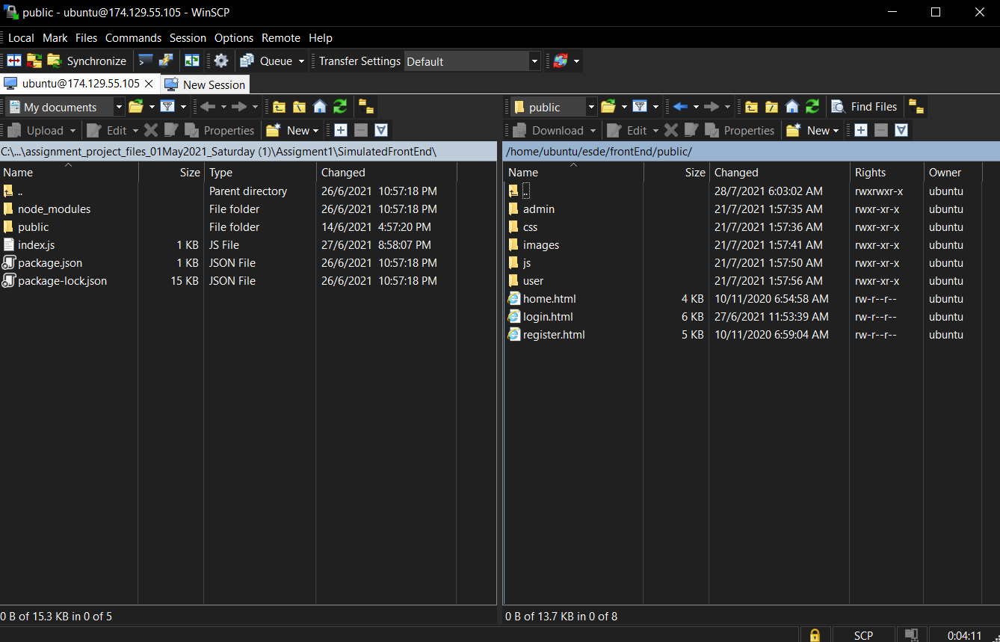 public - ubuntu@174.129.55.105 - WinSCP
Local Mark Files Commands Session Options Remote Help
Synchronize Queue Transfer Settings Default
ubuntu@174.129.55.105 New Session
My documents
Upload Edit Properties New
C:\...\assignment_project_files_01May2021_Saturday (1)\Assigment1\SimulatedFrontEnd\
Name Size Type Changed
.. Parent directory 26/6/2021 10:57:18 PM
node_modules File folder 26/6/2021 10:57:18 PM
public File folder 14/6/2021 4:57:20 PM
index.js 1 KB JS File 27/6/2021 8:58:07 PM
package.json 1 KB JSON File 26/6/2021 10:57:18 PM
package-lock.json 15 KB JSON File 26/6/2021 10:57:18 PM
0 B of 15.3 KB in 0 of 5
public Find Files
Download Edit Properties New
/home/ubuntu/esde/frontEnd/public/
Name Size Changed Rights Owner
.. 28/7/2021 6:03:02 AM rwxrwxr-x ubuntu
admin 21/7/2021 1:57:35 AM rwxr-xr-x ubuntu
css 21/7/2021 1:57:36 AM rwxr-xr-x ubuntu
images 21/7/2021 1:57:41 AM rwxr-xr-x ubuntu
js 21/7/2021 1:57:50 AM rwxr-xr-x ubuntu
user 21/7/2021 1:57:56 AM rwxr-xr-x ubuntu
home.html 4 KB 10/11/2020 6:54:58 AM rw-r--r-- ubuntu
login.html 6 KB 27/6/2021 11:53:39 AM rw-r--r-- ubuntu
register.html 5 KB 10/11/2020 6:59:04 AM rw-r--r-- ubuntu
0 B of 13.7 KB in 0 of 8
SCP 0:04:11